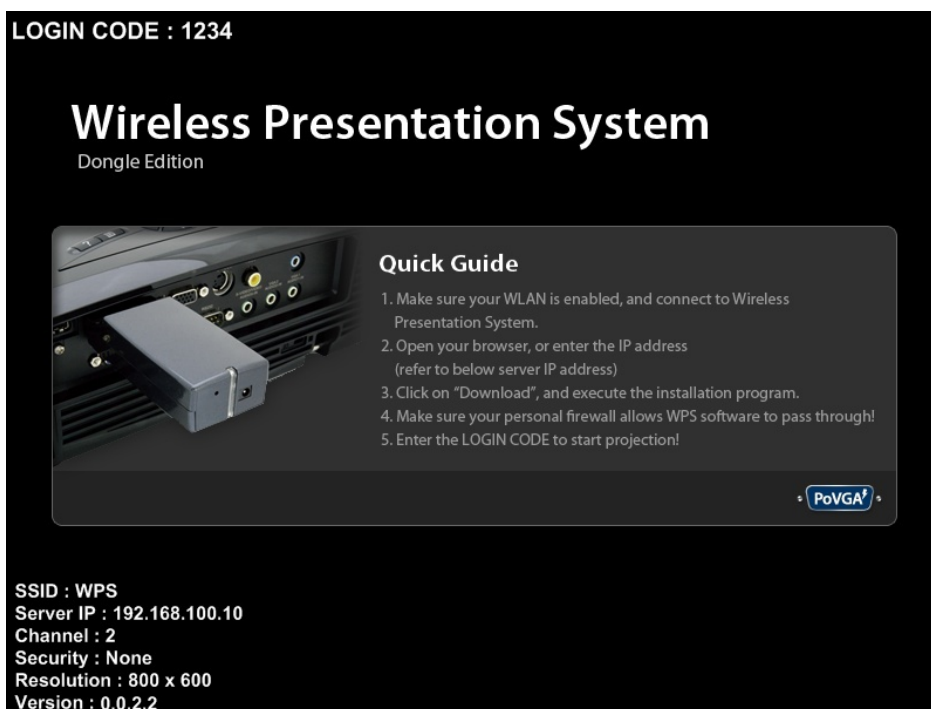 LOGIN CODE : 1234
Wireless Presentation System
Dongle Edition
Quick Guide
1. Make sure your WLAN is enabled, and connect to Wireless
Presentation System.
2. Open your browser, or enter the IP address
(refer to below server IP address)
3. Click on “Download”, and execute the installation program.
4. Make sure your personal firewall allows WPS software to pass through!
5. Enter the LOGIN CODE to start projection!
PoVGA
SSID : WPS
Server IP : 192.168.100.10
Channel : 2
Security : None
Resolution : 800 x 600
Version : 0.0.2.2